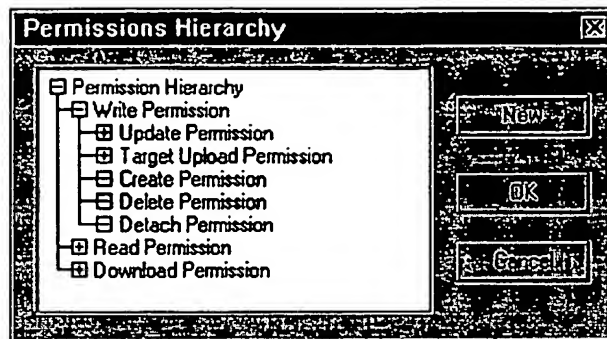 Permissions Hierarchy
Permission Hierarchy
Write Permission
Update Permission
Target Upload Permission
Create Permission
Delete Permission
Detach Permission
Read Permission
Download Permission
New
OK
Cancel